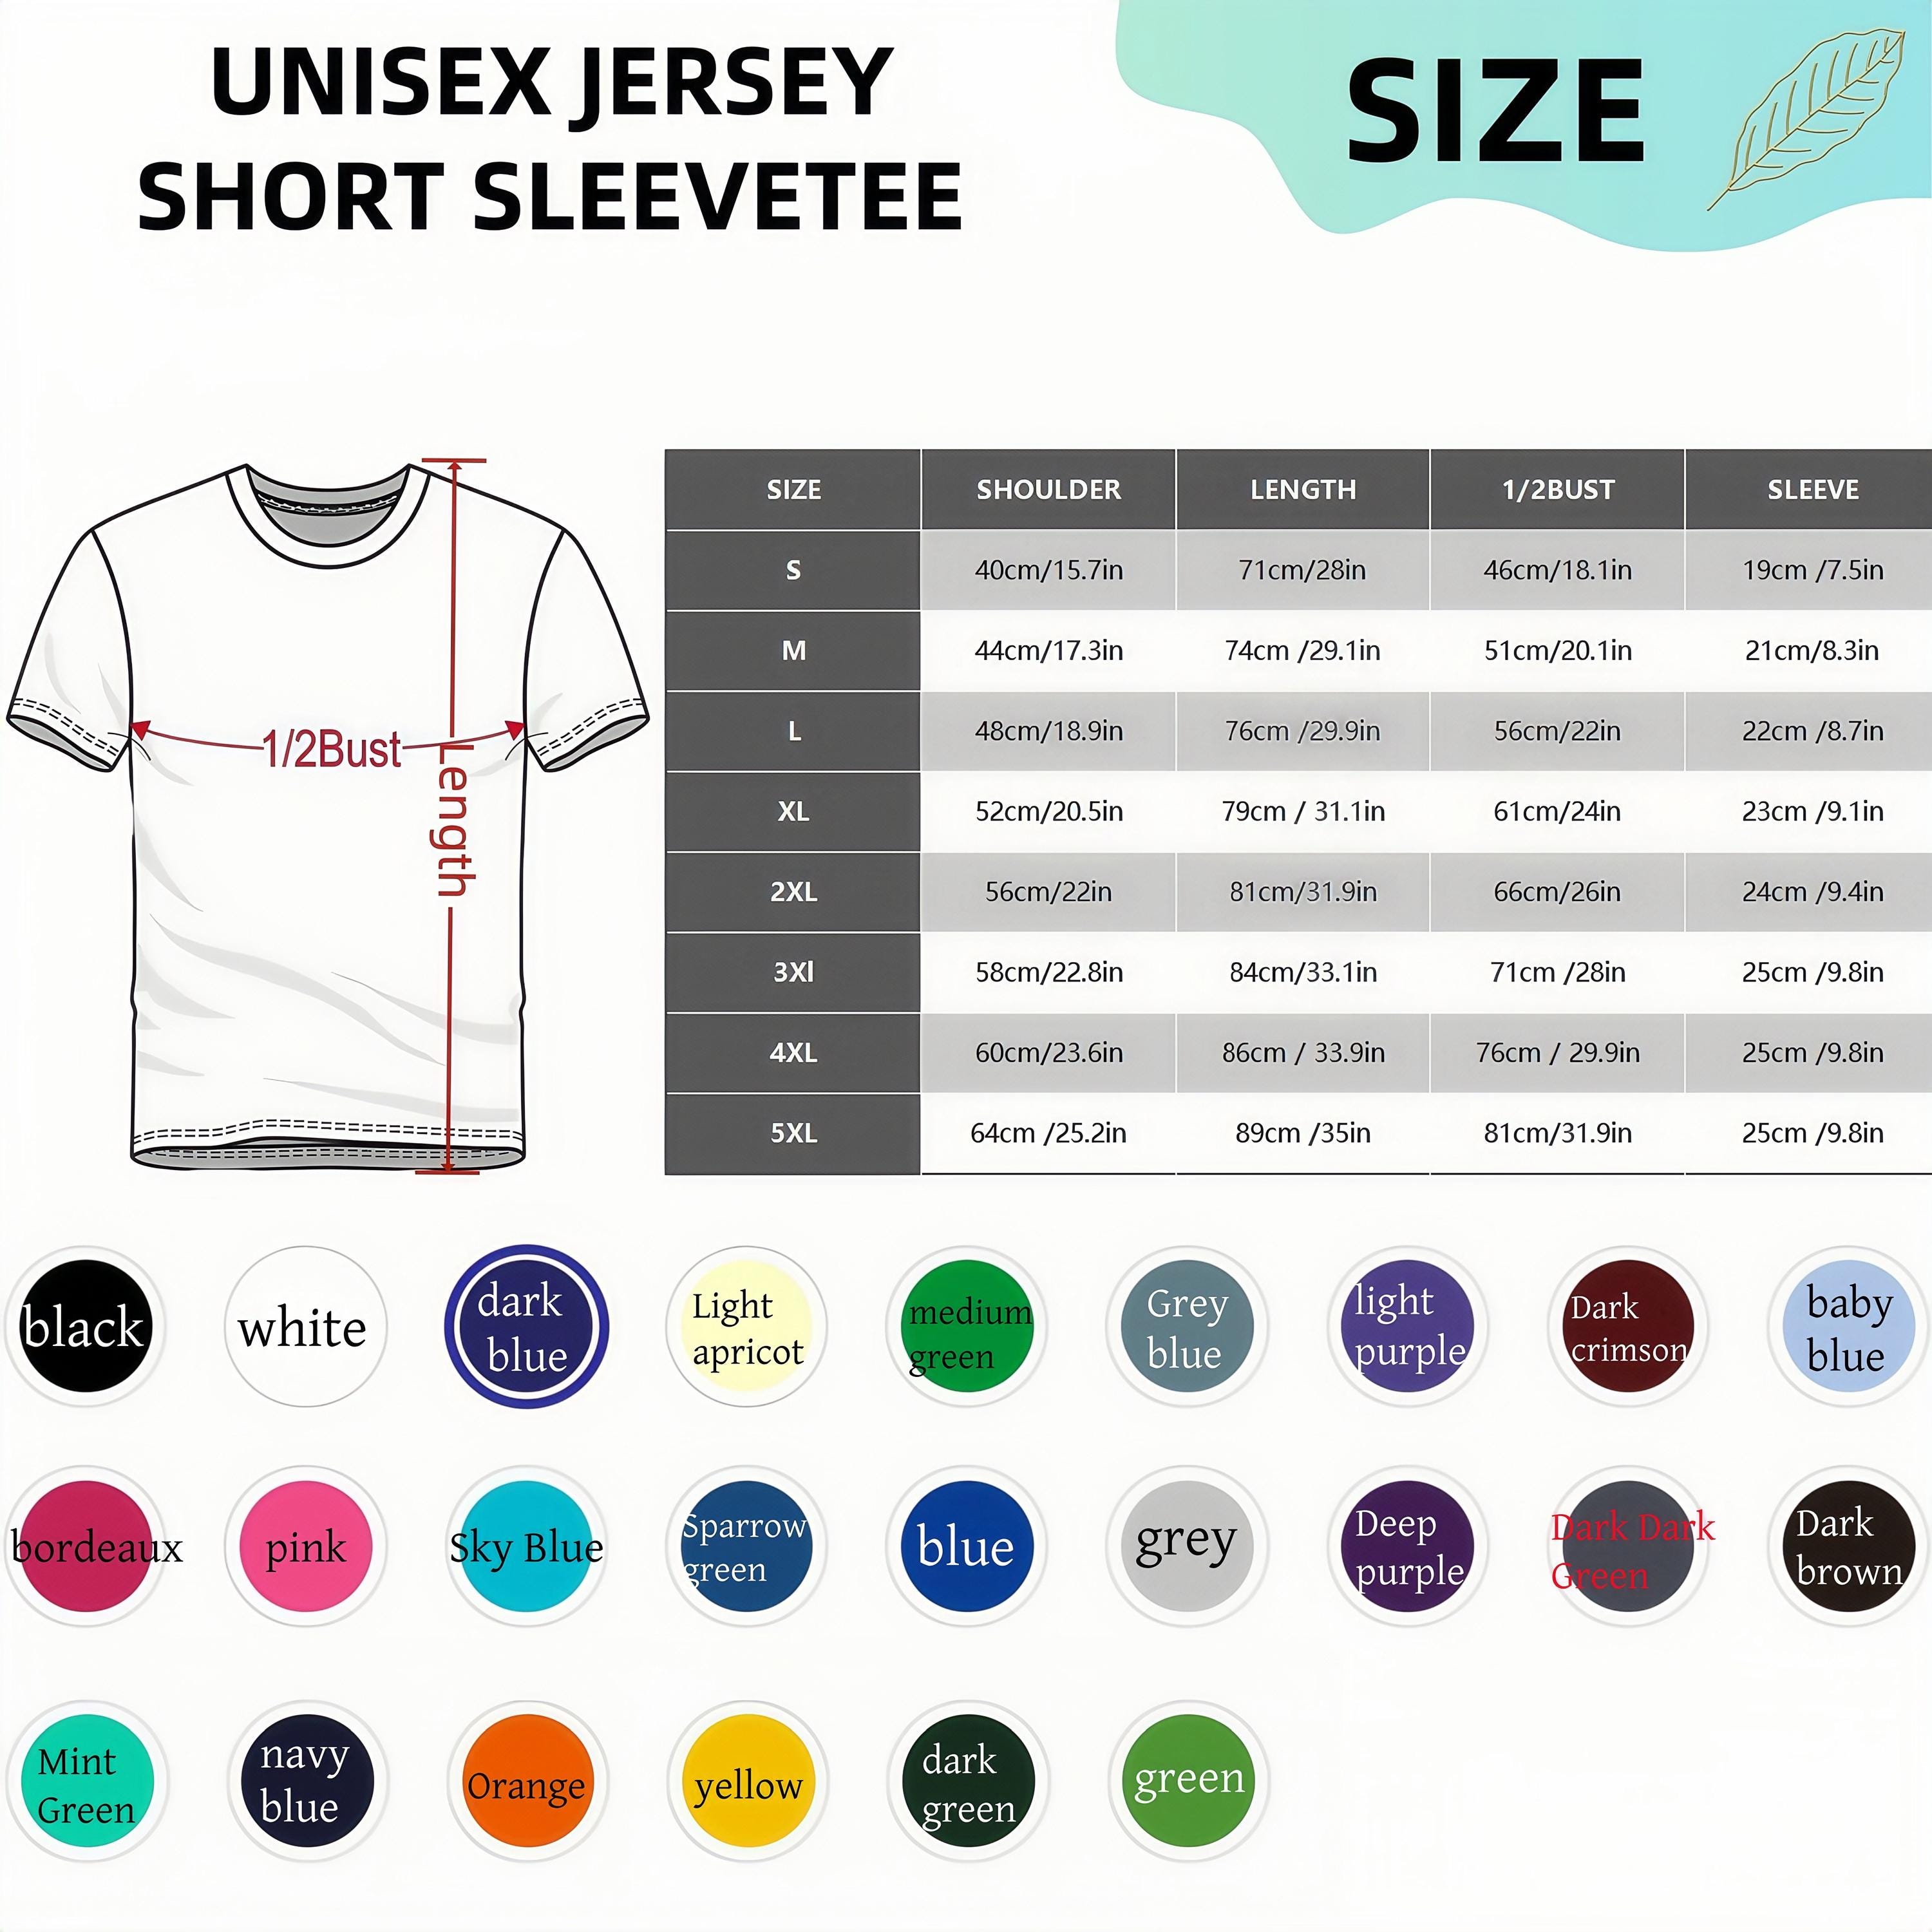 UNISEX JERSEY
SHORT SLEEVETEE
SIZE
1/2Bust
Length
SIZE SHOULDER LENGTH 1/2BUST SLEEVE
S 40cm/15.7in 71cm/28in 46cm/18.1in 19cm /7.5in
M 44cm/17.3in 74cm /29.1in 51cm/20.1in 21cm/8.3in
L 48cm/18.9in 76cm /29.9in 56cm/22in 22cm /8.7in
XL 52cm/20.5in 79cm / 31.1in 61cm/24in 23cm /9.1in
2XL 56cm/22in 81cm/31.9in 66cm/26in 24cm /9.4in
3Xl 58cm/22.8in 84cm/33.1in 71cm /28in 25cm /9.8in
4XL 60cm/23.6in 86cm / 33.9in 76cm / 29.9in 25cm /9.8in
5XL 64cm /25.2in 89cm /35in 81cm/31.9in 25cm /9.8in
black
white
dark
blue
Light
apricot
medium
green
Grey
blue
light
purple
Dark
crimson
baby
blue
bordeaux
pink
Sky Blue
Sparrow
green
blue
grey
Deep
purple
Dark Dark
Green
Dark
brown
Mint
Green
navy
blue
Orange
yellow
dark
green
green